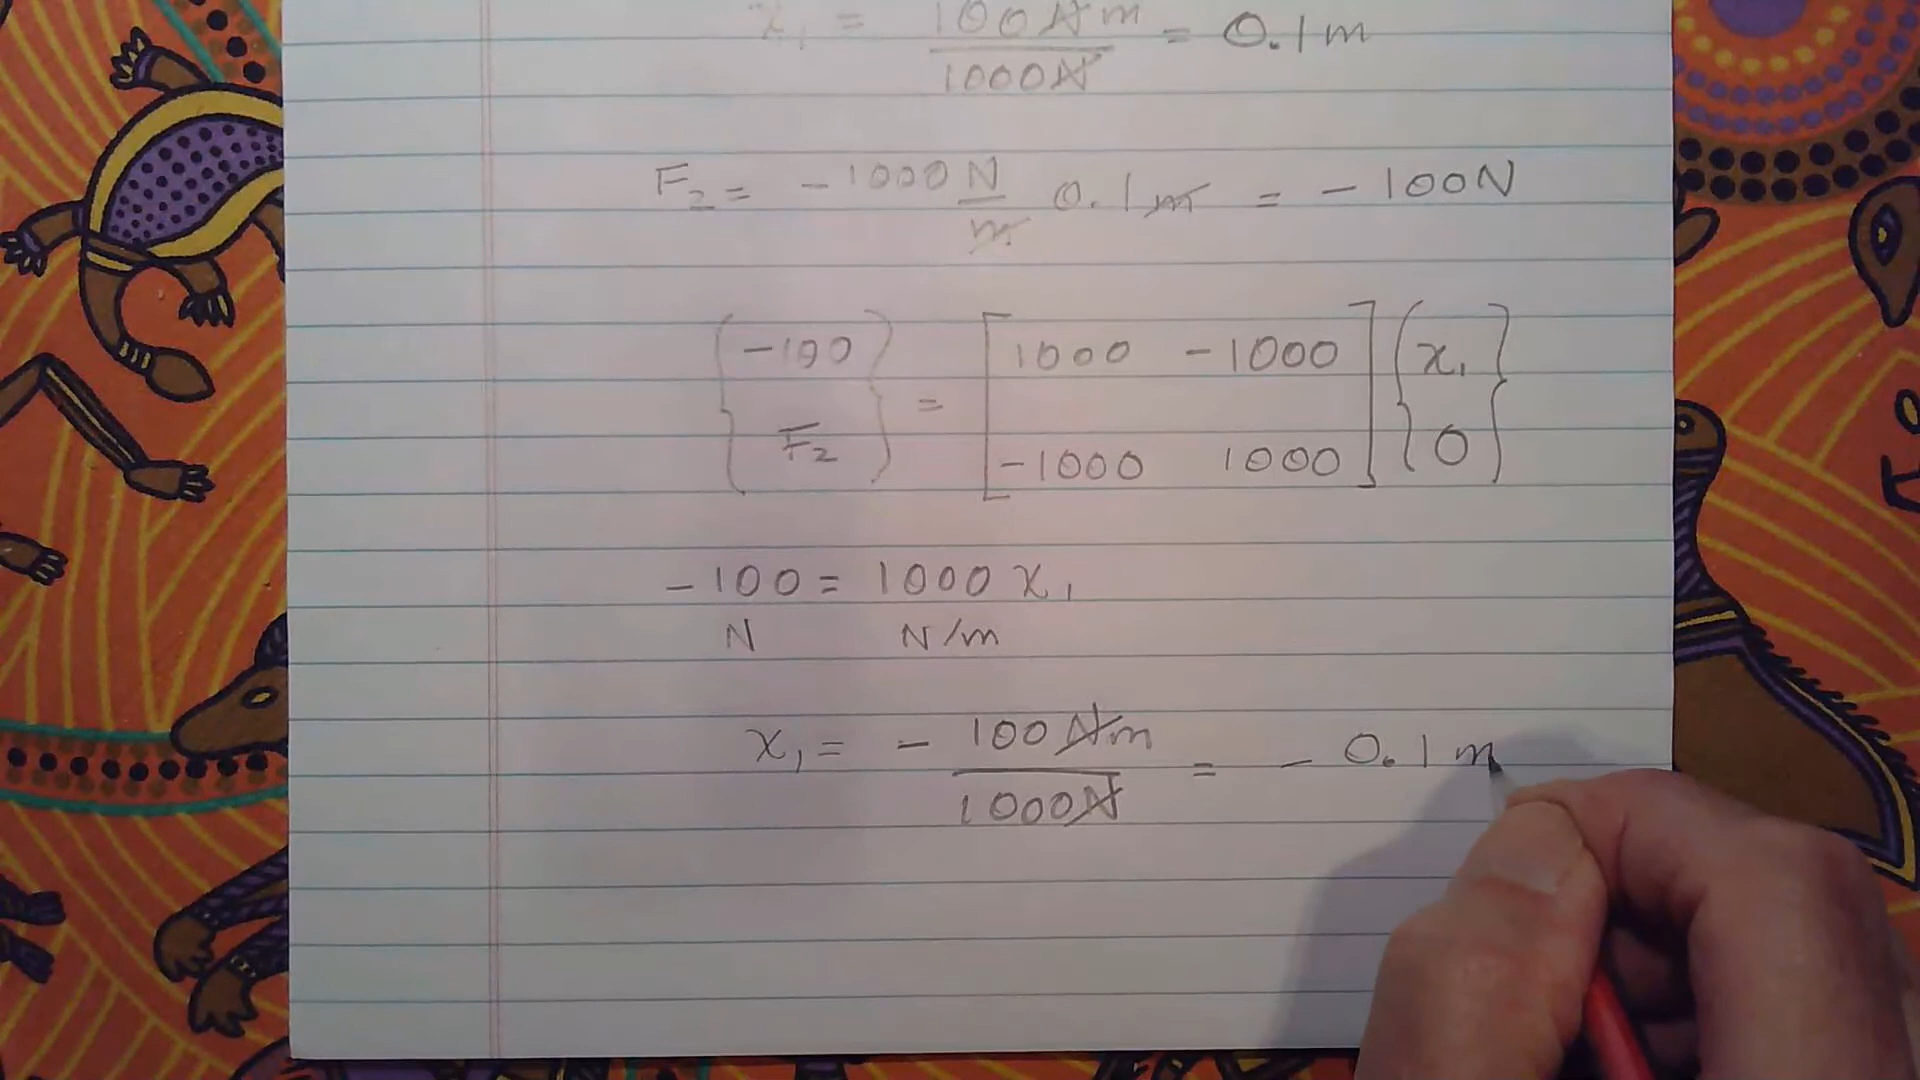 x₁ = 100 N m / 1000 N = 0.1 m
F₂ = -1000 N/m 0.1 m = -100 N
{-100 F₂} = [1000 -1000 -1000 1000] {x₁ 0}
-100 = 1000 x₁
N N/m
x₁ = - 100 N m / 1000 N = - 0.1 m